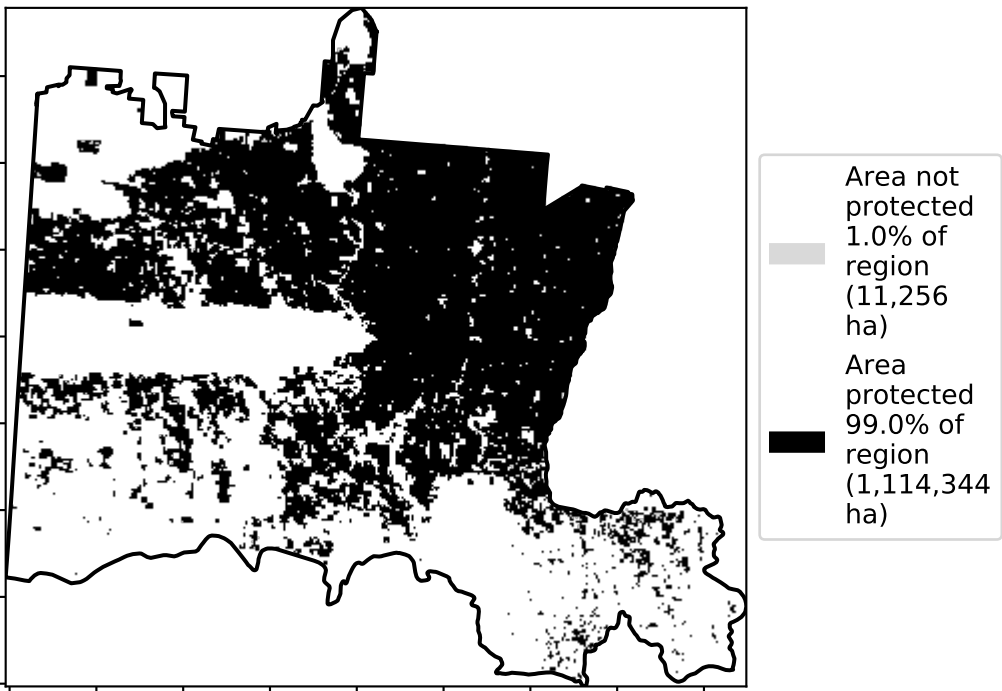 Area not
protected
1.0% of
region
(11,256
ha)
Area
protected
99.0% of
region
(1,114,344
ha)